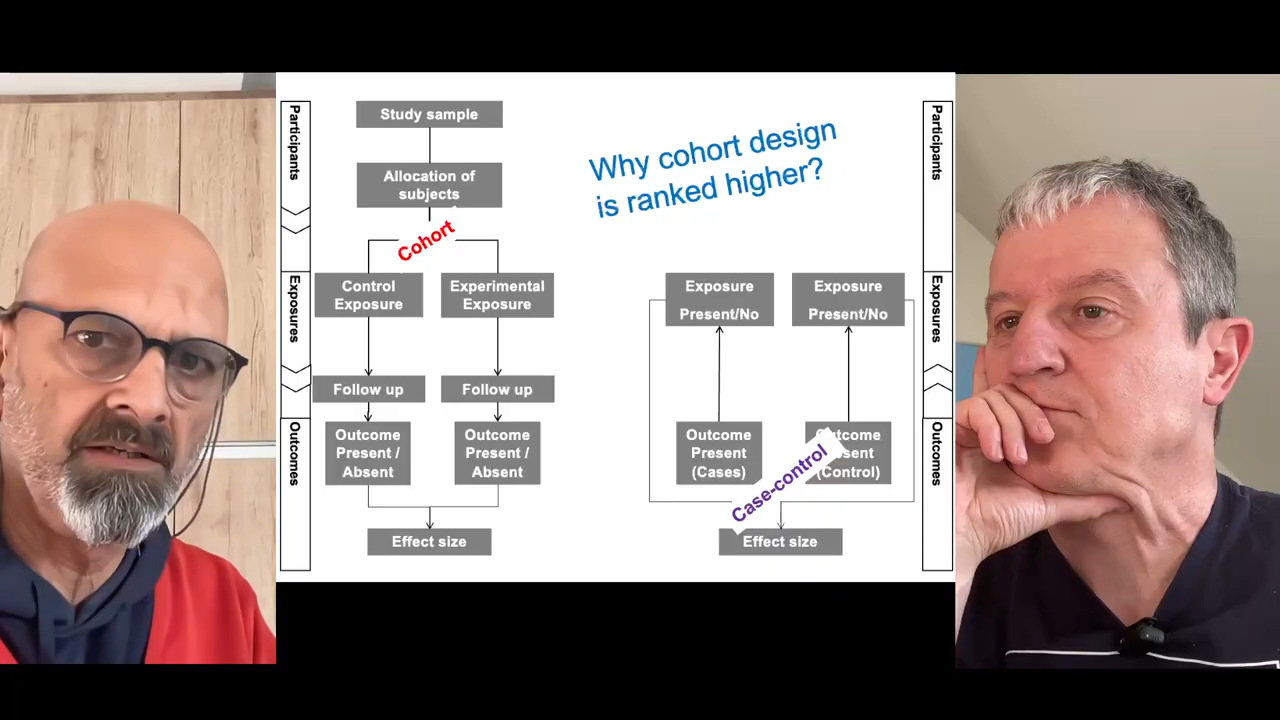 Participants
Exposures
Outcomes
Study sample
Allocation of
subjects
Cohort
Control
Exposure
Experimental
Exposure
Follow up
Follow up
Outcome
Present /
Absent
Outcome
Present /
Absent
Effect size
Why cohort design
is ranked higher?
Exposure
Present/No
Exposure
Present/No
Outcome
Present
(Cases)
(Control)
Case-control
Effect size
Participants
Exposures
Outcomes